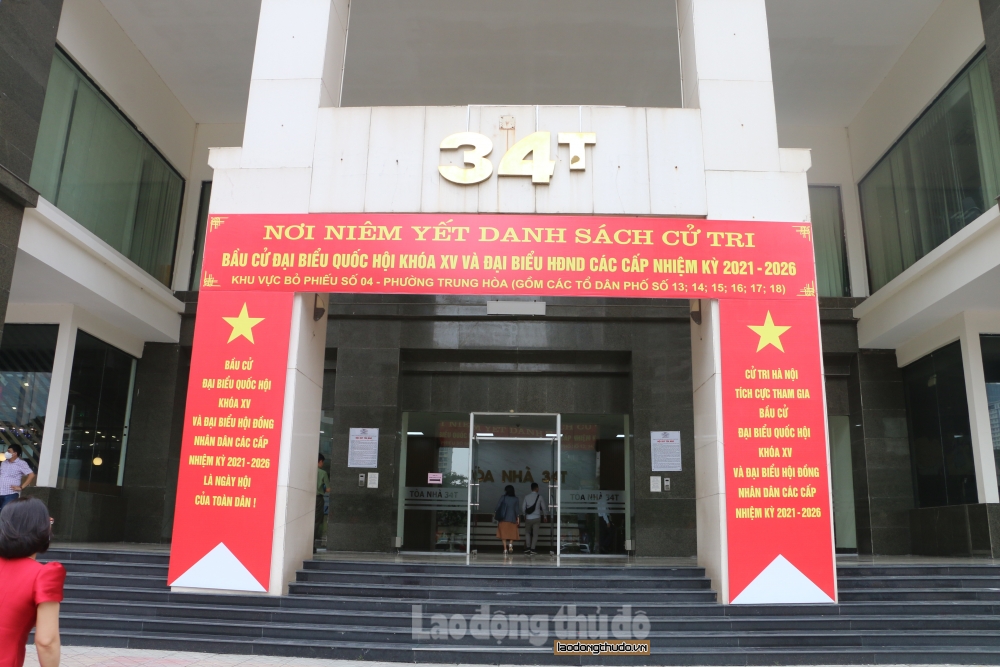 34T
NƠI NIÊM YẾT DANH SÁCH CỬ TRI
BẦU CỬ ĐẠI BIỂU QUỐC HỘI KHÓA XV VÀ ĐẠI BIỂU HĐND CÁC CẤP NHIỆM KỲ 2021 - 2026
KHU VỰC BỎ PHIẾU SỐ 04 - PHƯỜNG TRUNG HÒA (GỒM CÁC TỔ DÂN PHỐ SỐ 13; 14; 15; 16; 17; 18)
BẦU CỬ
ĐẠI BIỂU QUỐC HỘI
KHÓA XV
VÀ ĐẠI BIỂU HỘI ĐỒNG
NHÂN DÂN CÁC CẤP
NHIỆM KỲ 2021 - 2026
LÀ NGÀY HỘI
CỦA TOÀN DÂN !
CỬ TRI HÀ NỘI
TÍCH CỰC THAM GIA
BẦU CỬ
ĐẠI BIỂU QUỐC HỘI
KHÓA XV
VÀ ĐẠI BIỂU HỘI ĐỒNG
NHÂN DÂN CÁC CẤP
NHIỆM KỲ 2021 - 2026
TÒA NHÀ 34T
TÒA NHÀ 34T
Lao động thủ đô
laodongthudo.vn